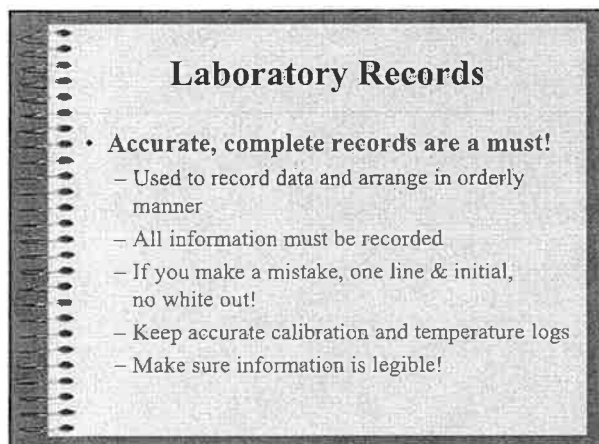 Laboratory Records
• Accurate, complete records are a must!
– Used to record data and arrange in orderly
manner
– All information must be recorded
– If you make a mistake, one line & initial,
no white out!
– Keep accurate calibration and temperature logs
– Make sure information is legible!